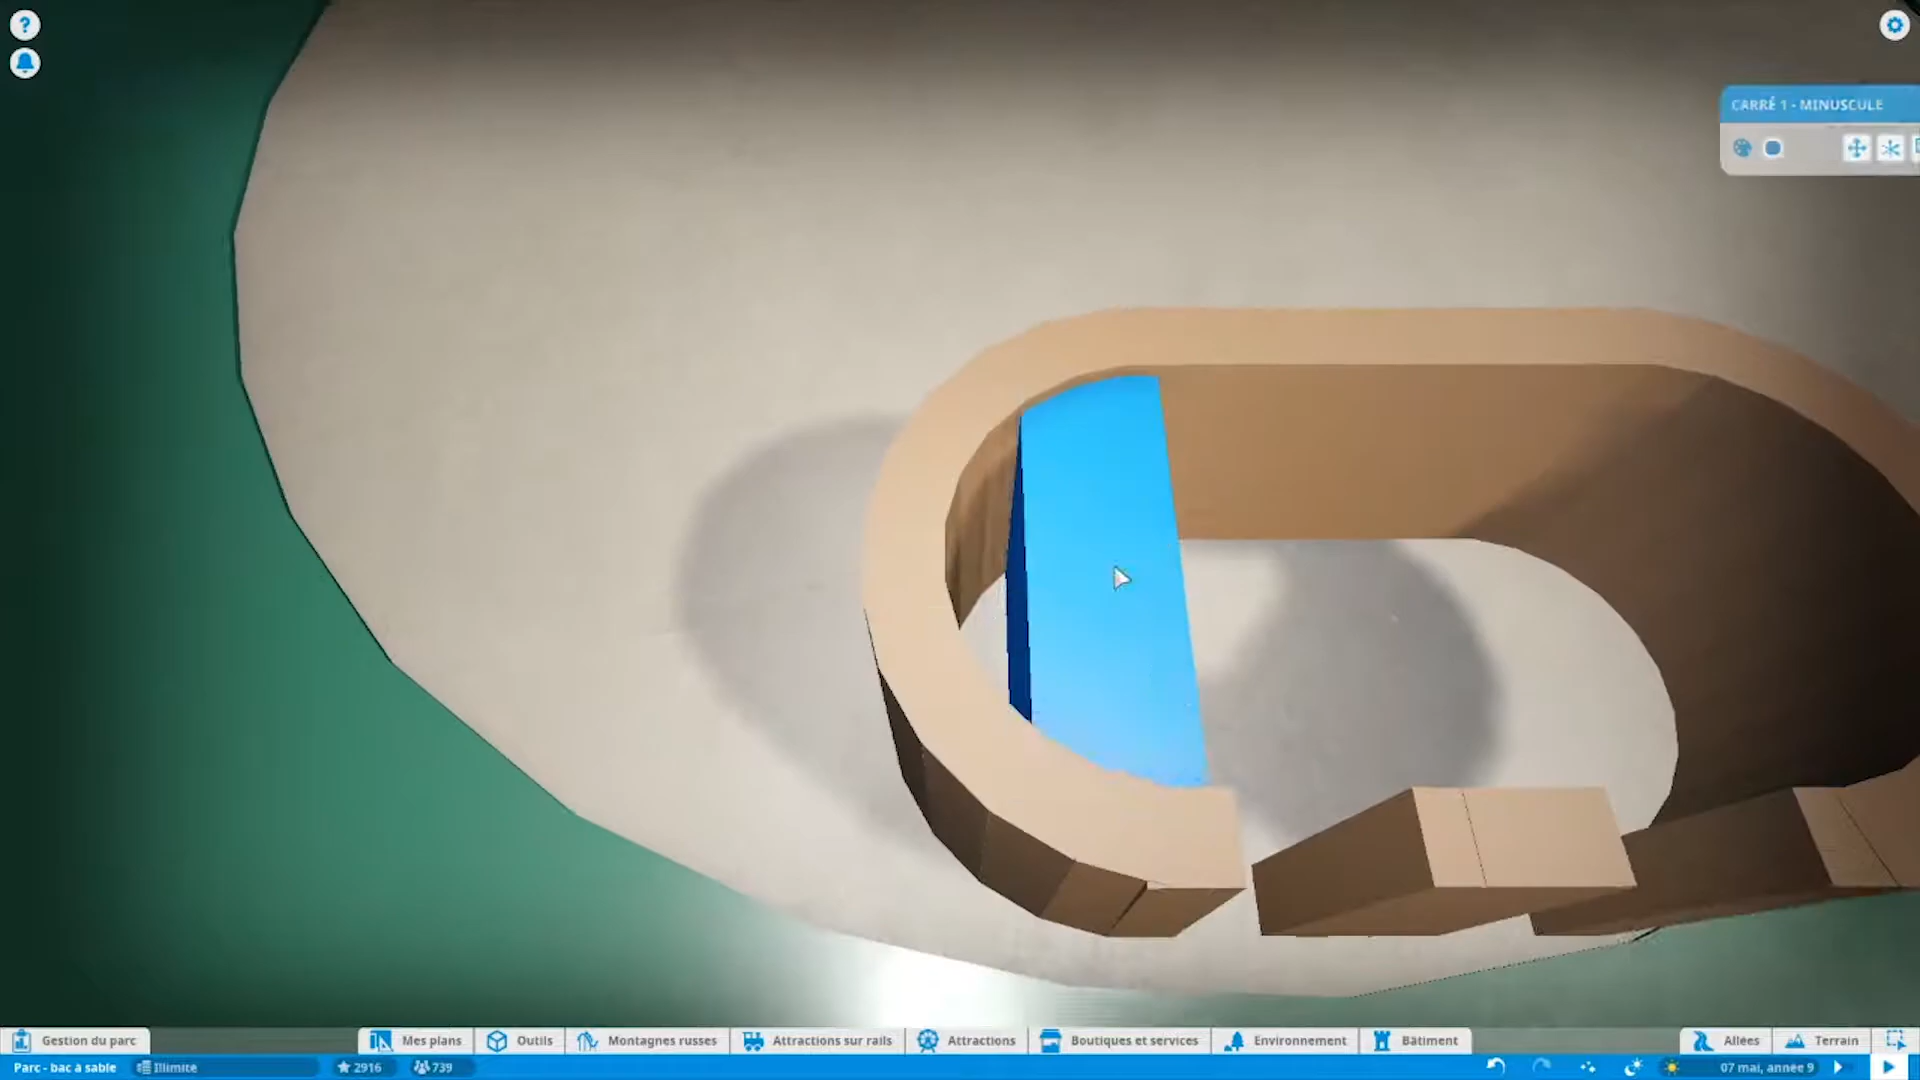 ?
CARRÉ 1 - MINUSCULE
Gestion du parc
Mes plans
Outils
Montagnes russes
Attractions sur rails
Attractions
Boutiques et services
Environnement
Bâtiment
Allées
Terrain
Parc - bac à sable
Illimité
2916
739
07 mai, année 9